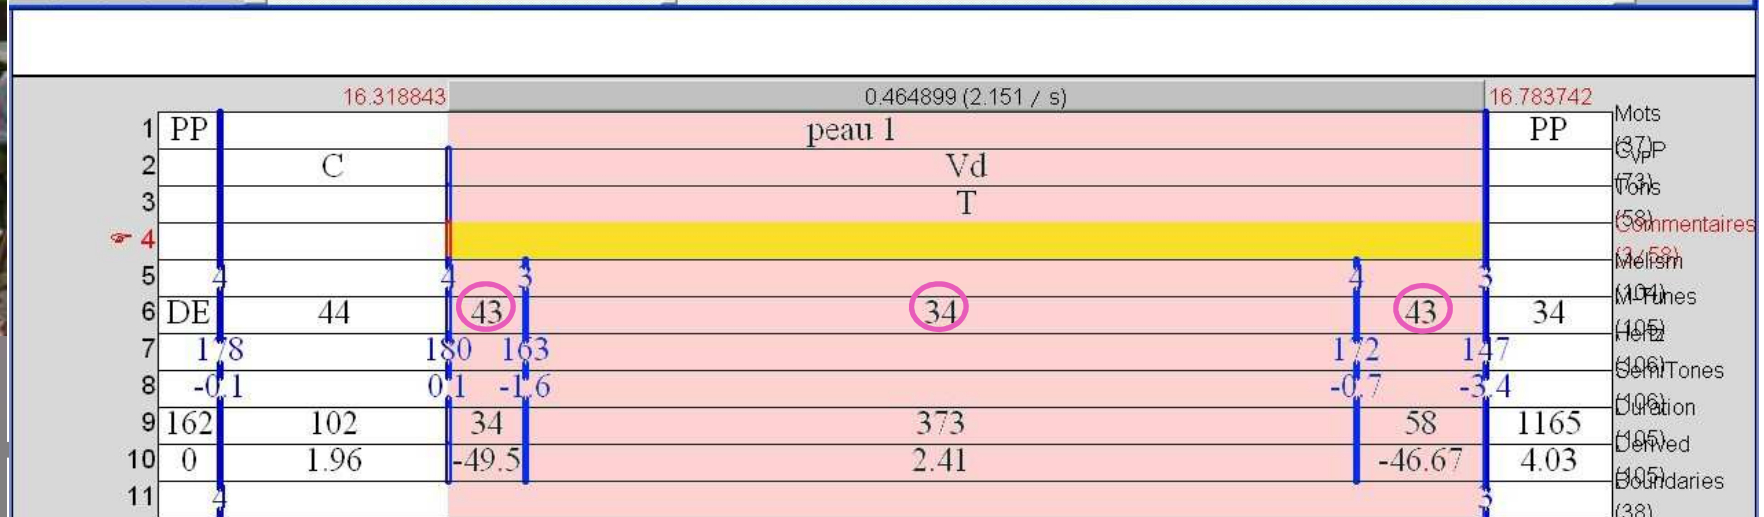 16.318843 0.464899 (2.151 / s) 16.783742
1 PP peau 1 PP Mots
(37)
2 C Vd CvpP
(73)
3 T Tons
(58)
☞ 4 Commentaires
(3 / 58)
5 4 4 3 4 3 Melism
(104)
6 DE 44 43 34 43 34 M-Tunes
(105)
7 178 180 163 172 147 Hertz
(106)
8 -0.1 0.1 -1.6 -0.7 -3.4 SemiTones
(106)
9 162 102 34 373 58 1165 Duration
(105)
10 0 1.96 -49.5 2.41 -46.67 4.03 Derived
(105)
11 4 3 Boundaries
(38)